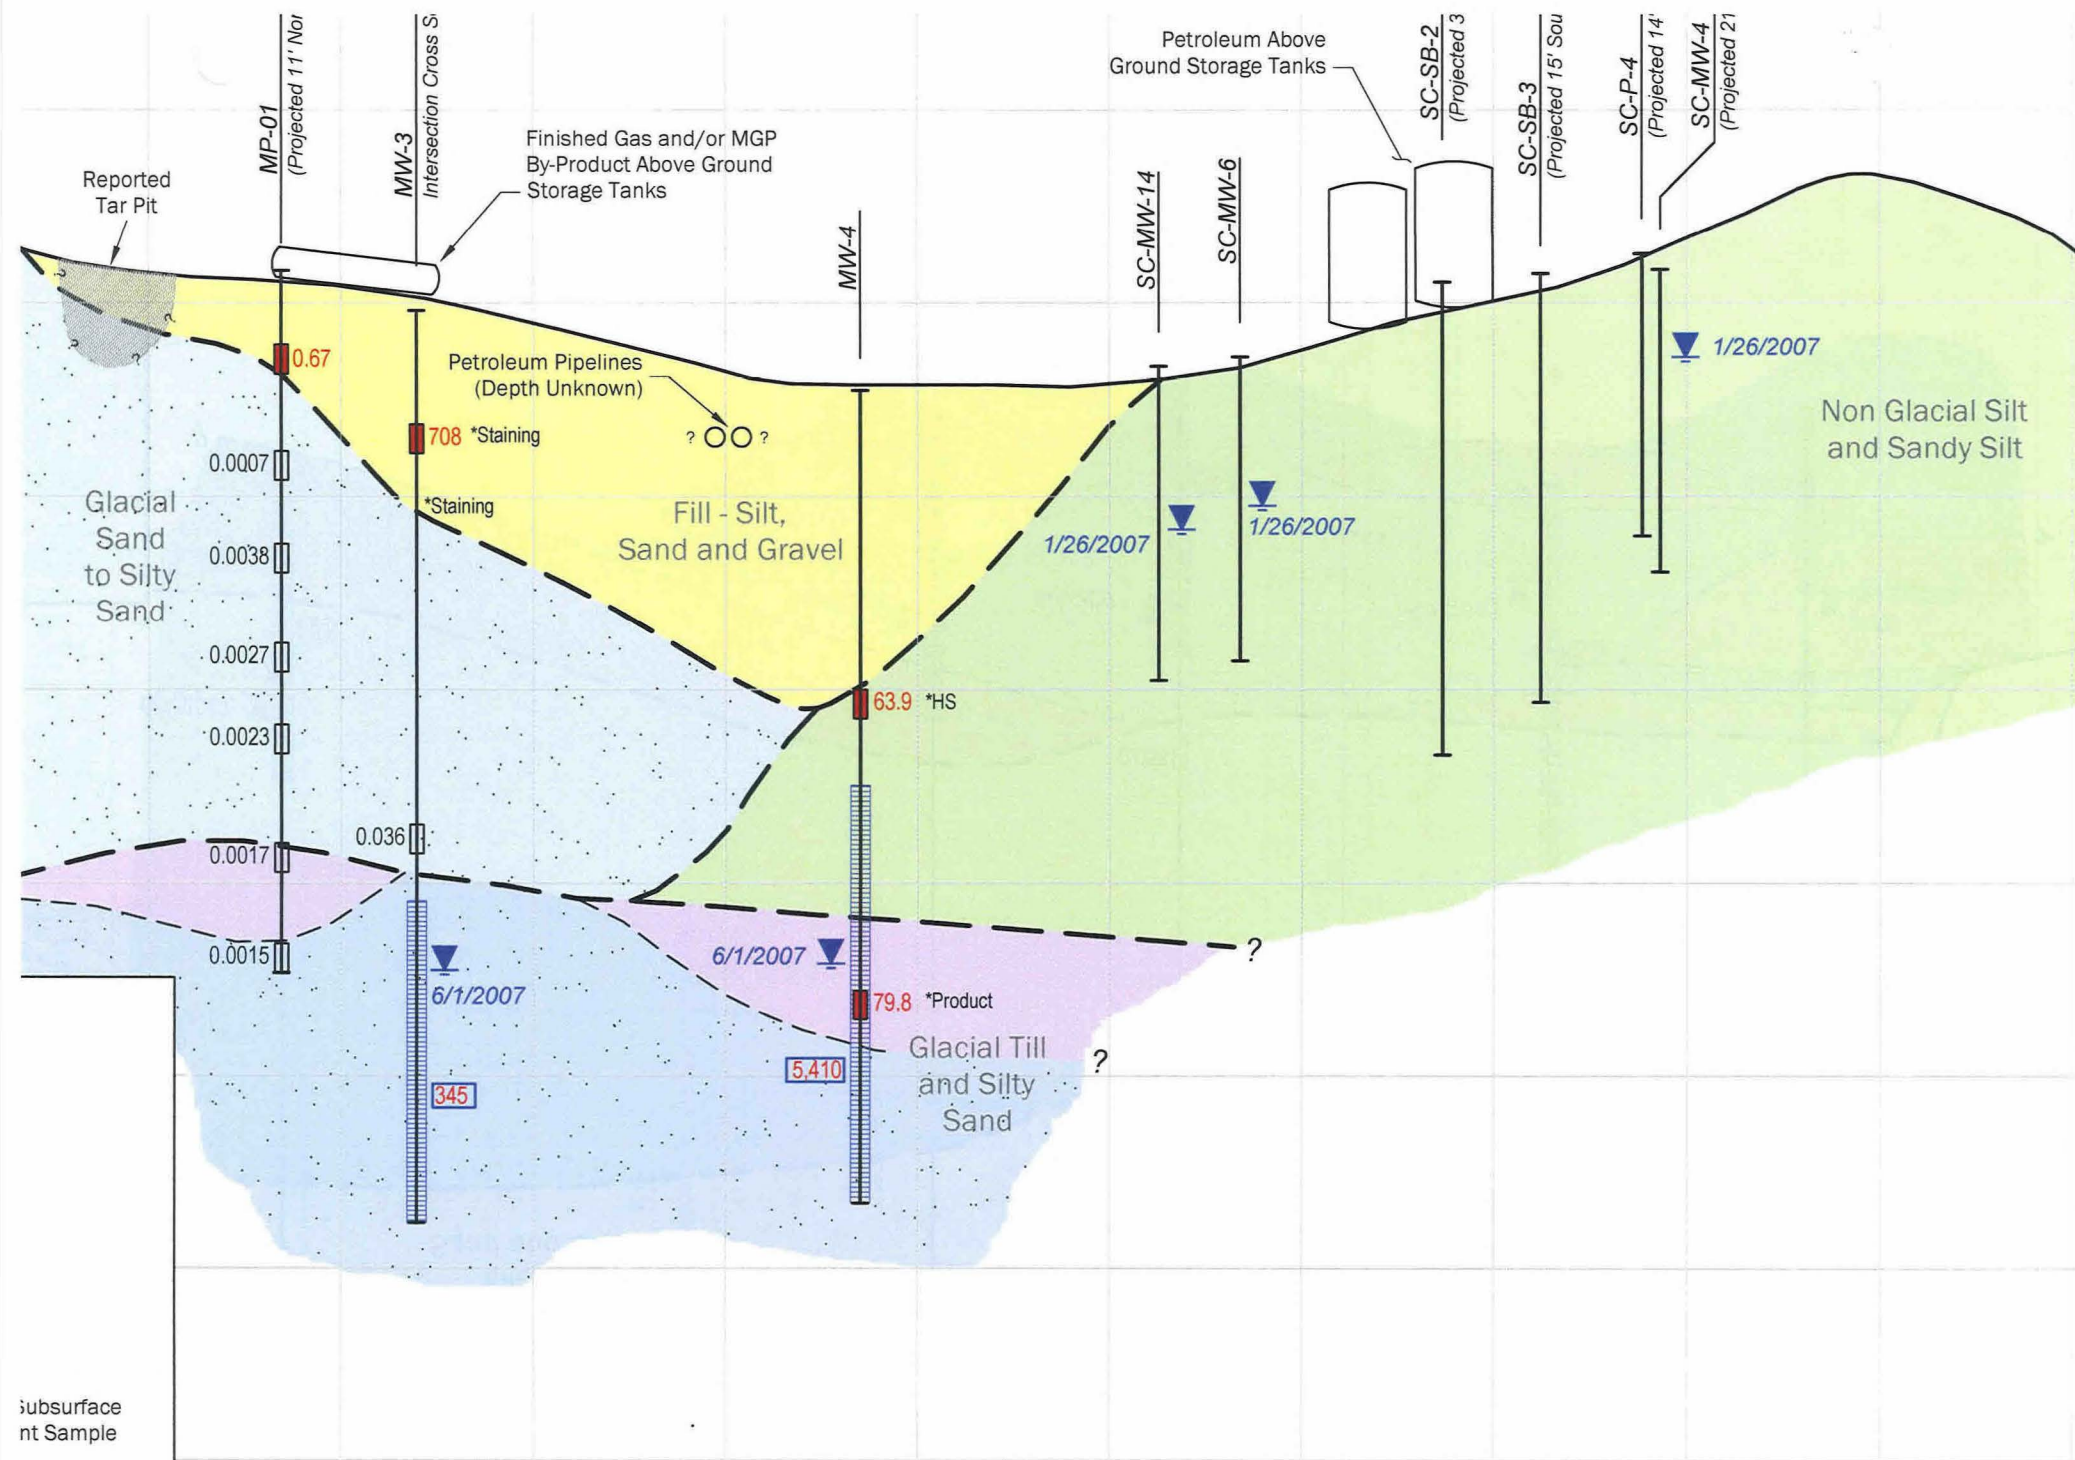 MP-01
(Projected 11' Nor
MW-3
Intersection Cross S
Finished Gas and/or MGP
By-Product Above Ground
Storage Tanks
Reported
Tar Pit
MW-4
SC-MW-14
SC-MW-6
Petroleum Above
Ground Storage Tanks
SC-SB-2
(Projected 3
SC-SB-3
(Projected 15' Sou
SC-P-4
(Projected 14'
SC-MW-4
(Projected 21
?
?
?
?
0.67
708 *Staining
*Staining
Petroleum Pipelines
(Depth Unknown)
? ?
Fill - Silt,
Sand and Gravel
1/26/2007
1/26/2007
1/26/2007
Non Glacial Silt
and Sandy Silt
Glacial
Sand
to Silty
Sand
0.0007
0.0038
0.0027
0.0023
0.0017
0.0015
0.036
63.9 *HS
6/1/2007
6/1/2007
79.8 *Product
345
5,410
Glacial Till
and Silty
Sand
?
?
ubsurface
nt Sample